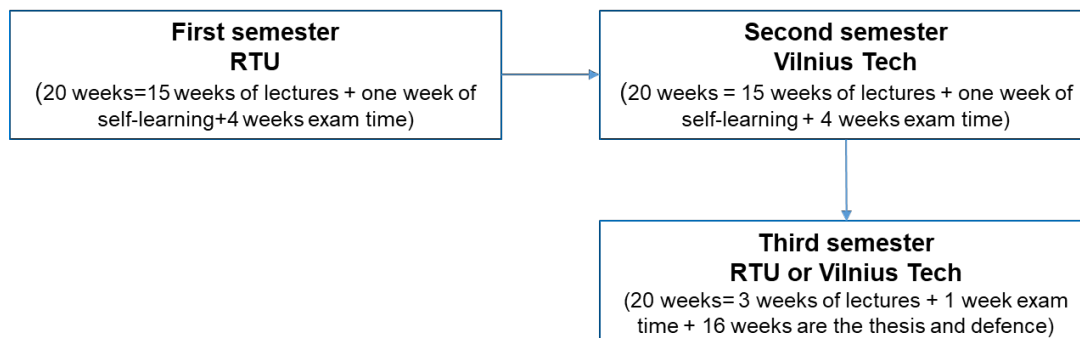 First semester
RTU
(20 weeks=15 weeks of lectures + one week of
self-learning+4 weeks exam time)
Second semester
Vilnius Tech
(20 weeks = 15 weeks of lectures + one week of
self-learning + 4 weeks exam time)
Third semester
RTU or Vilnius Tech
(20 weeks= 3 weeks of lectures + 1 week exam
time + 16 weeks are the thesis and defence)